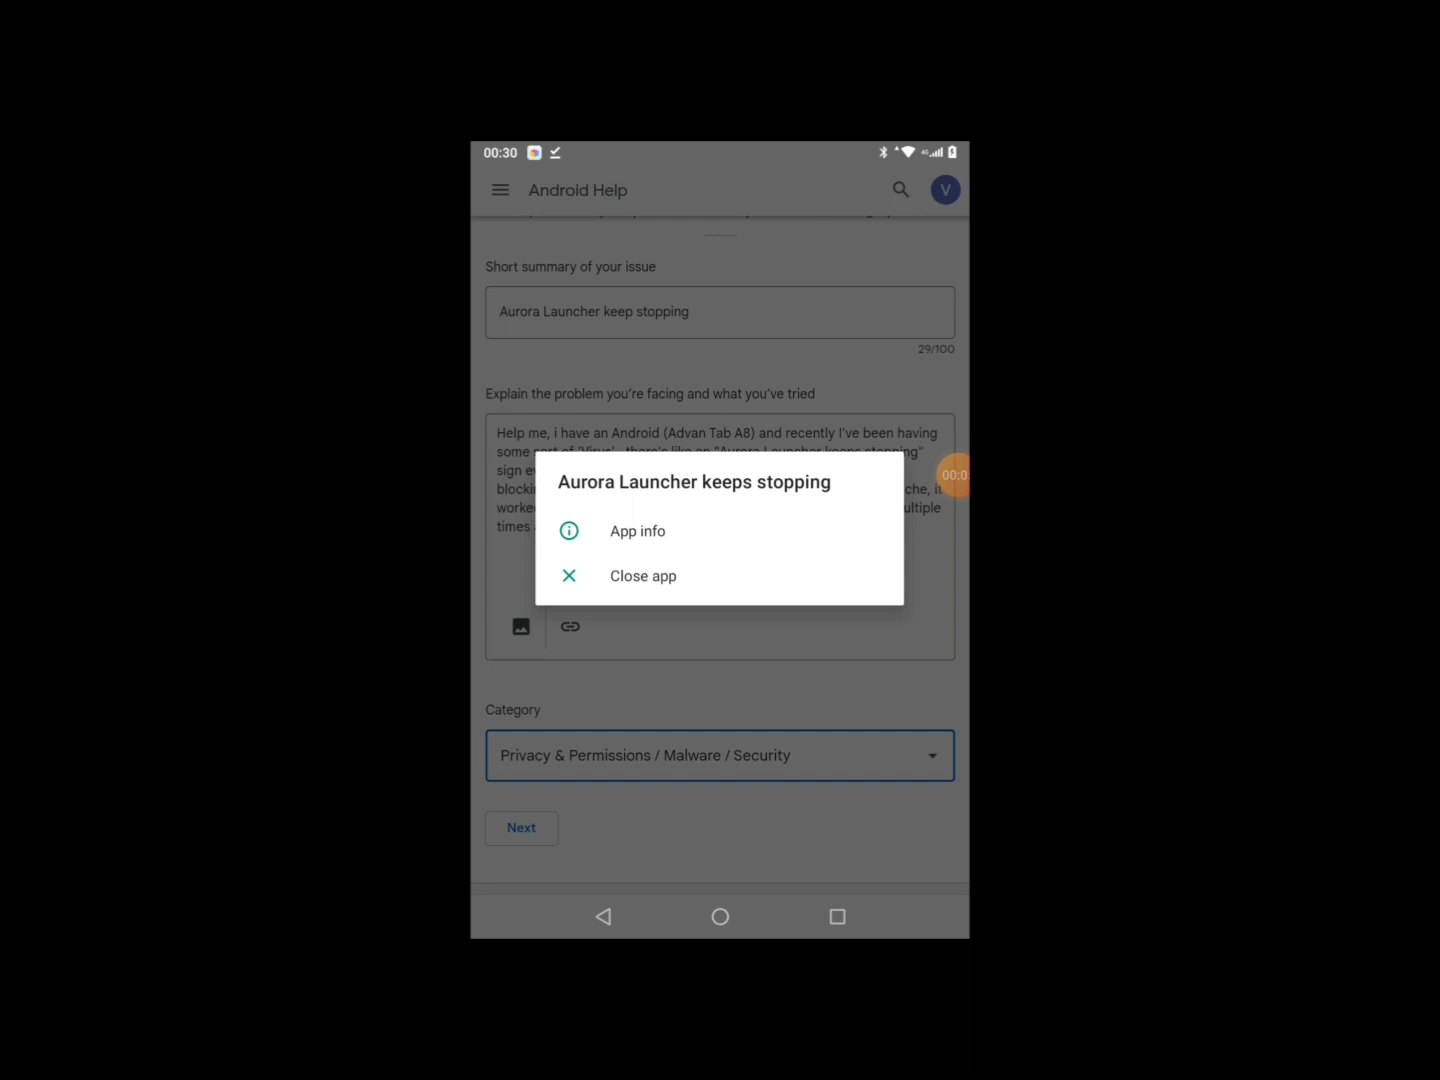 00:30
4G
Android Help
V
Short summary of your issue
Aurora Launcher keep stopping
29/100
Explain the problem you're facing and what you've tried
Help me, i have an Android (Advan Tab A8) and recently I've been having
some sort of 'Virus', there's like an "Aurora Launcher keeps stopping"
sign
che, it
ultiple
times
00:0
Aurora Launcher keeps stopping
App info
Close app
Category
Privacy & Permissions / Malware / Security
Next